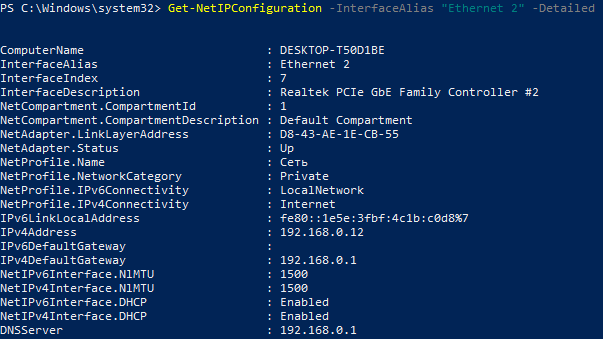 PS C:\Windows\system32> Get-NetIPConfiguration -InterfaceAlias "Ethernet 2" -Detailed
ComputerName : DESKTOP-T50D1BE
InterfaceAlias : Ethernet 2
InterfaceIndex : 7
InterfaceDescription : Realtek PCIe GbE Family Controller #2
NetCompartment.CompartmentId : 1
NetCompartment.CompartmentDescription : Default Compartment
NetAdapter.LinkLayerAddress : D8-43-AE-1E-CB-55
NetAdapter.Status : Up
NetProfile.Name : Сеть
NetProfile.NetworkCategory : Private
NetProfile.IPv6Connectivity : LocalNetwork
NetProfile.IPv4Connectivity : Internet
IPv6LinkLocalAddress : fe80::1e5e:3fbf:4c1b:c0d8%7
IPv4Address : 192.168.0.12
IPv6DefaultGateway :
IPv4DefaultGateway : 192.168.0.1
NetIPv6Interface.NlMTU : 1500
NetIPv4Interface.NlMTU : 1500
NetIPv6Interface.DHCP : Enabled
NetIPv4Interface.DHCP : Enabled
DNSServer : 192.168.0.1